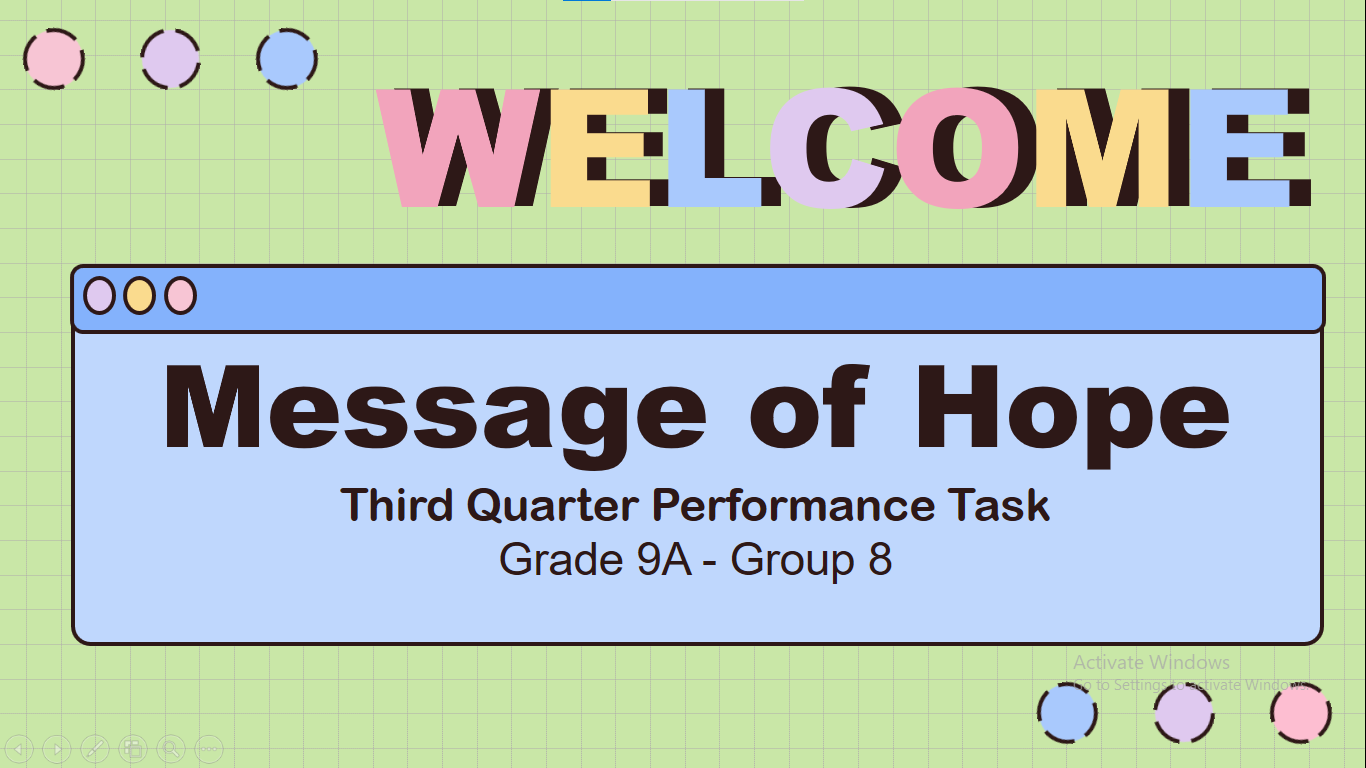 WELCOME
Message of Hope
Third Quarter Performance Task
Grade 9A - Group 8
Activate Windows
Go to Settings to activate Windows.